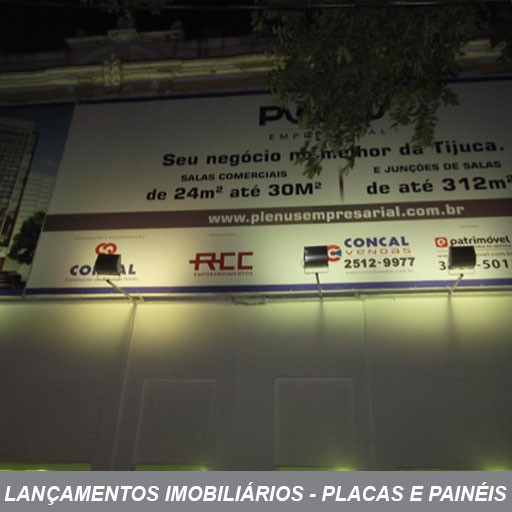 EMPRESARIAL
Seu negócio melhor da Tijuca.
SALAS COMERCIAIS
de 24m² até 30M²
E JUNÇÕES DE SALAS
de até 312m²
www.plenusempresarial.com.br
CONCAL
RCC
EMPREENDIMENTOS
CONCAL
vendas
2512-9977
patrimóvel
LANÇAMENTOS IMOBILIÁRIOS - PLACAS E PAINÉIS